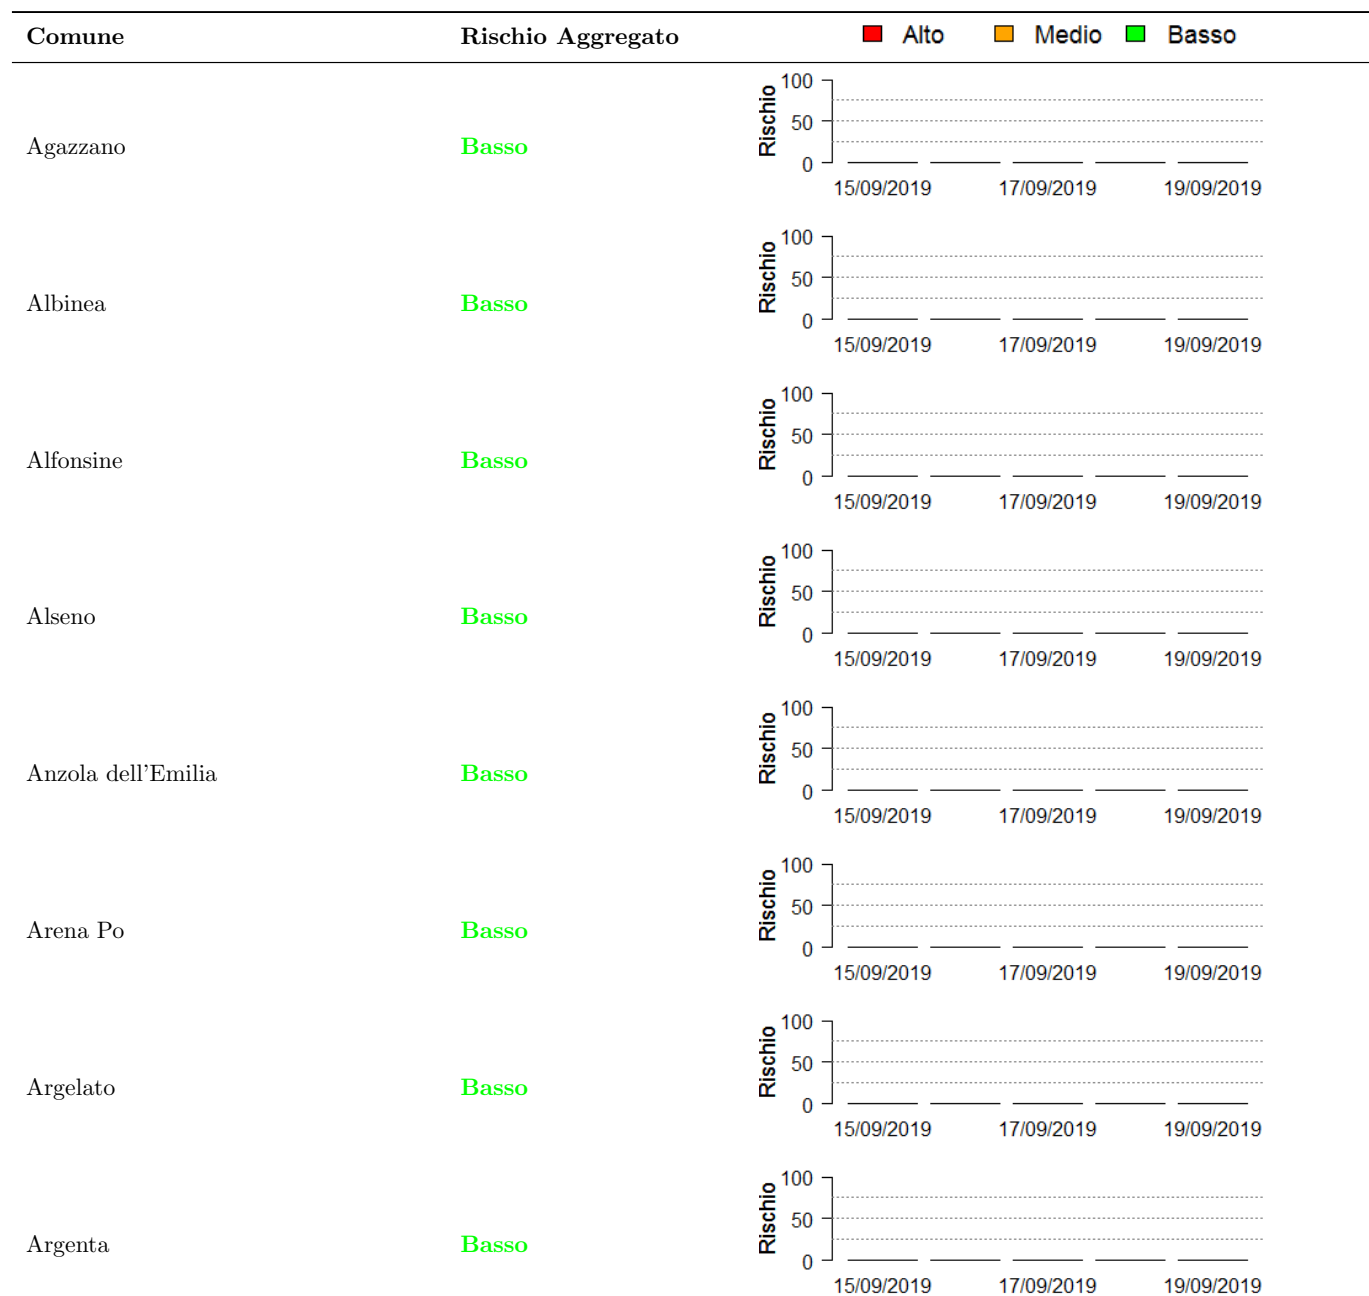 Comune Rischio Aggregato Alto Medio Basso
100
50
0
Rischio
Agazzano Basso
15/09/2019 17/09/2019 19/09/2019
100
50
0
Rischio
Albinea Basso
15/09/2019 17/09/2019 19/09/2019
100
50
0
Rischio
Alfonsine Basso
15/09/2019 17/09/2019 19/09/2019
100
50
0
Rischio
Alseno Basso
15/09/2019 17/09/2019 19/09/2019
100
50
0
Rischio
Anzola dell'Emilia Basso
15/09/2019 17/09/2019 19/09/2019
100
50
0
Rischio
Arena Po Basso
15/09/2019 17/09/2019 19/09/2019
100
50
0
Rischio
Argelato Basso
15/09/2019 17/09/2019 19/09/2019
100
50
0
Rischio
Argenta Basso
15/09/2019 17/09/2019 19/09/2019